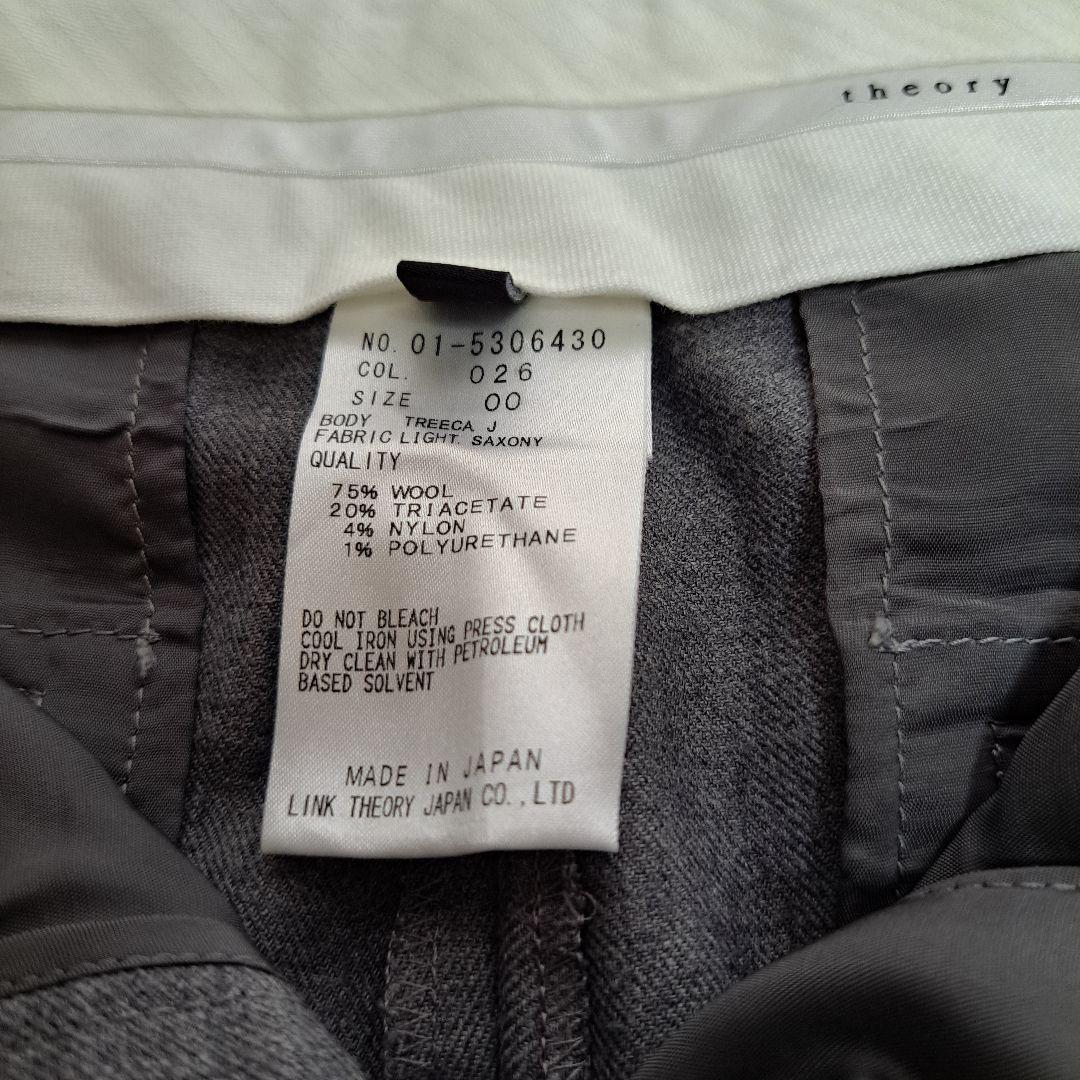 theory
NO. 01-5306430
COL. 026
SIZE 00
BODY TREECA J
FABRIC LIGHT. SAXONY
QUALITY
75% WOOL
20% TRIACETATE
4% NYLON
1% POLYURETHANE
DO NOT BLEACH
COOL IRON USING PRESS CLOTH
DRY CLEAN WITH PETROLEUM
BASED SOLVENT
MADE IN JAPAN
LINK THEORY JAPAN CO.,LTD